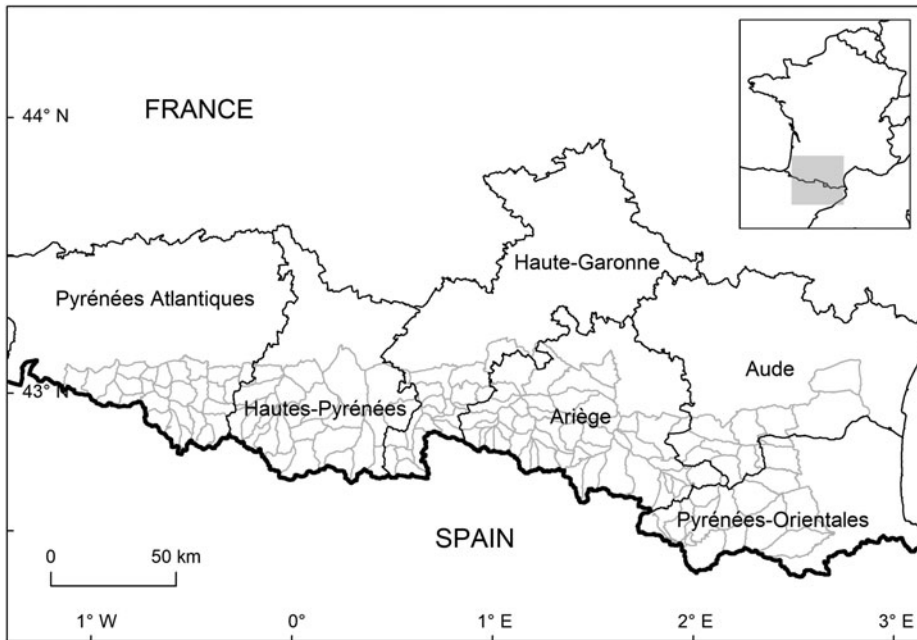 FRANCE
44° N
Haute-Garonne
Pyrénées Atlantiques
Aude
43° N
Hautes-Pyrénées
Ariège
Pyrénées-Orientales
SPAIN
0 50 km
1° W 0° 1° E 2° E 3° E